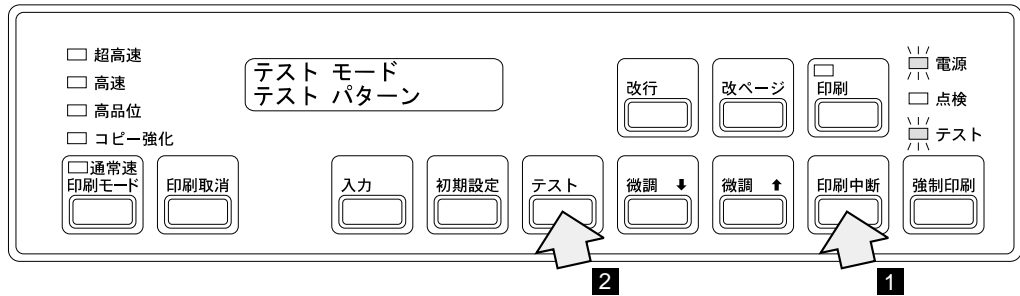 超高速
高速
高品位
コピー強化
通常速
印刷モード
印刷取消
テスト モード
テスト パターン
改行
改ページ
印刷
電源
点検
テスト
入力
初期設定
テスト
微調 ⬇
微調 ⬆
印刷中断
強制印刷
2
1